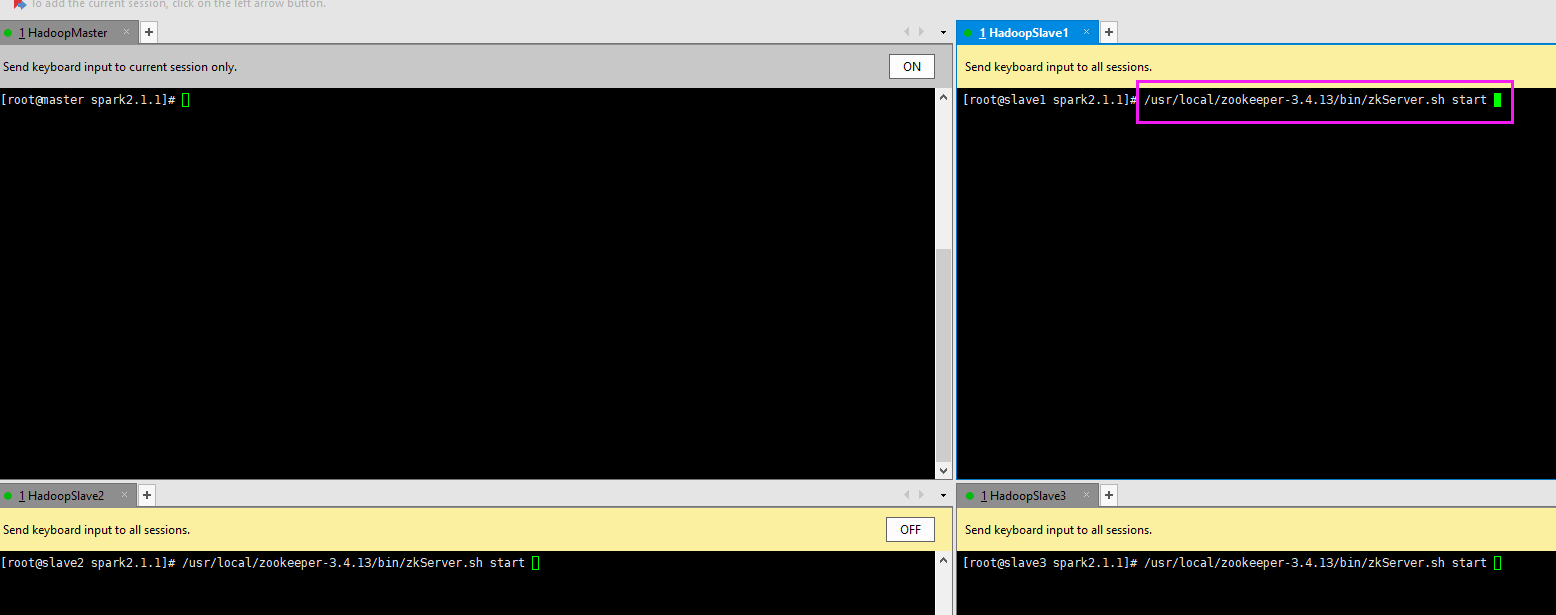 To add the current session, click on the left arrow button.
1 HadoopMaster
Send keyboard input to current session only.
ON
[root@master spark2.1.1]#
1 HadoopSlave1
Send keyboard input to all sessions.
[root@slave1 spark2.1.1]# /usr/local/zookeeper-3.4.13/bin/zkServer.sh start
1 HadoopSlave2
Send keyboard input to all sessions.
OFF
[root@slave2 spark2.1.1]# /usr/local/zookeeper-3.4.13/bin/zkServer.sh start
1 HadoopSlave3
Send keyboard input to all sessions.
[root@slave3 spark2.1.1]# /usr/local/zookeeper-3.4.13/bin/zkServer.sh start